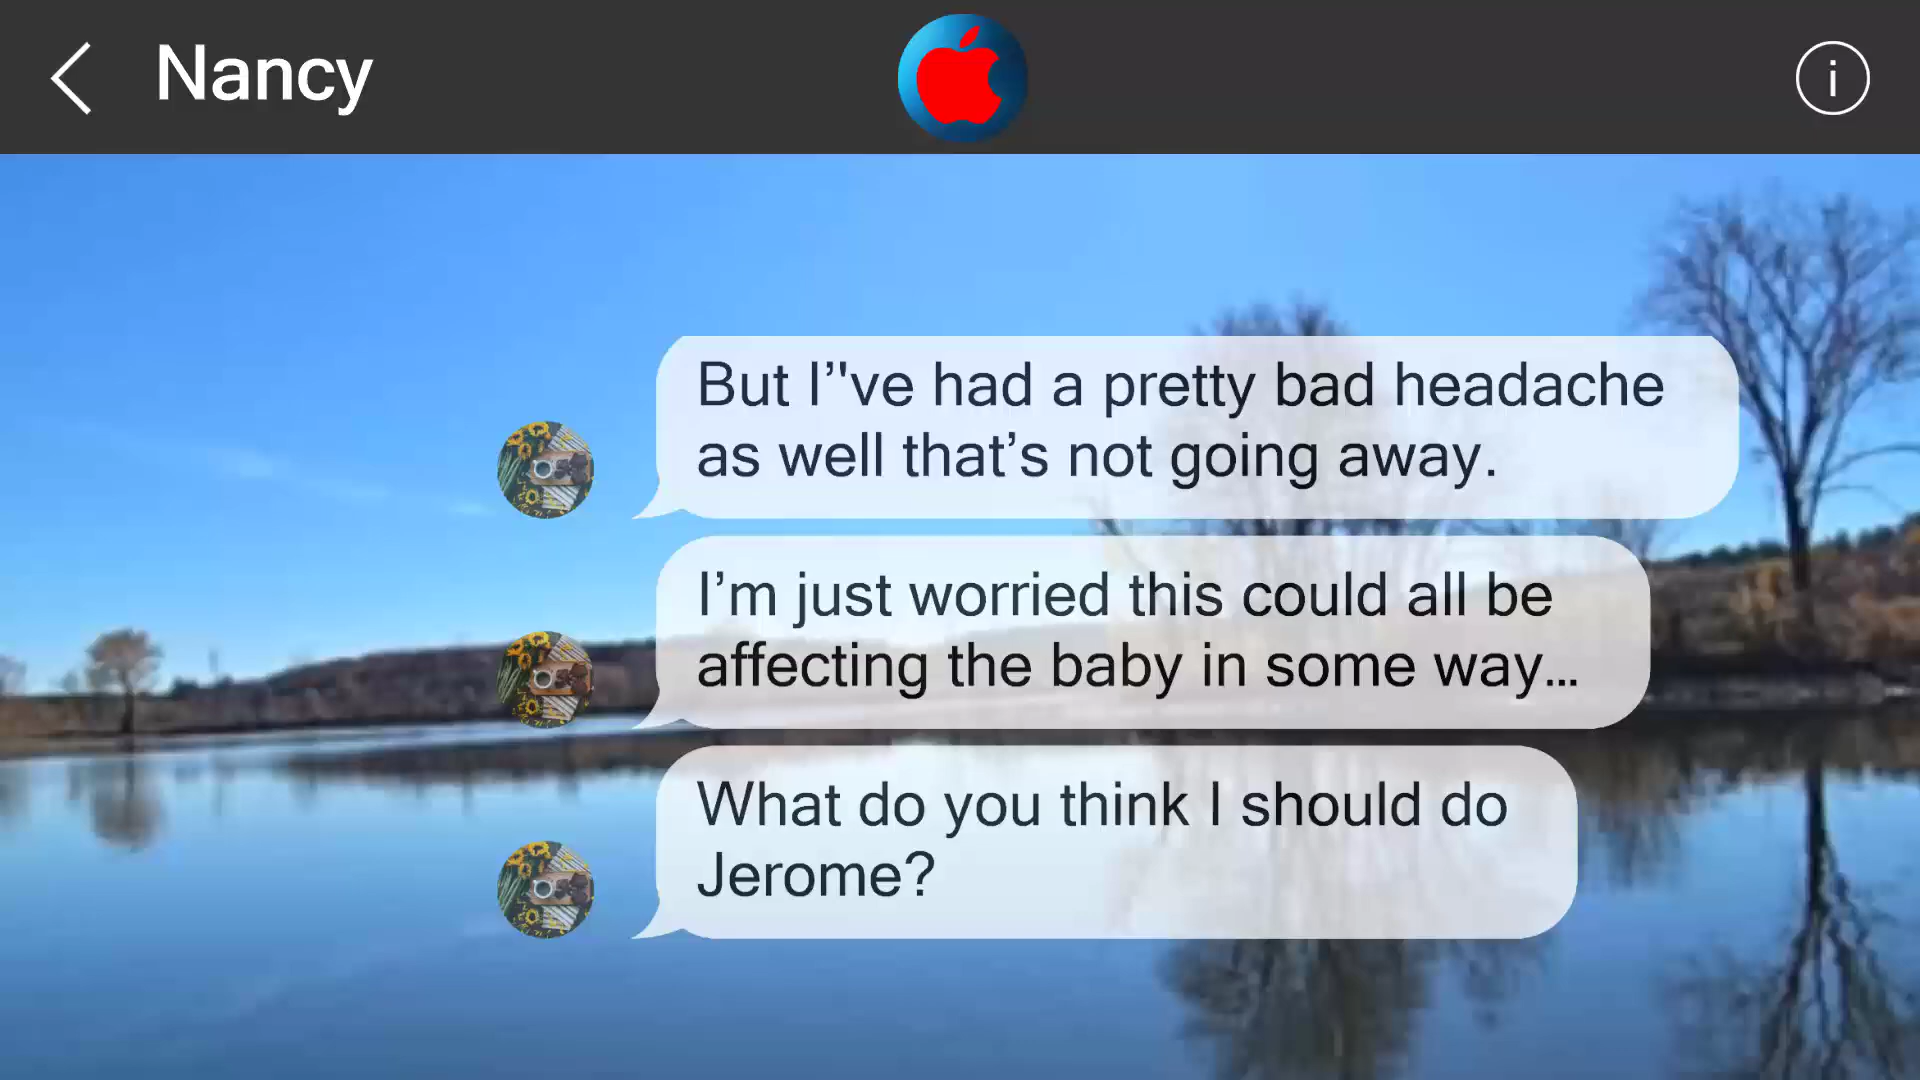 Nancy
But I’'ve had a pretty bad headache
as well that’s not going away.
I’m just worried this could all be
affecting the baby in some way...
What do you think I should do
Jerome?